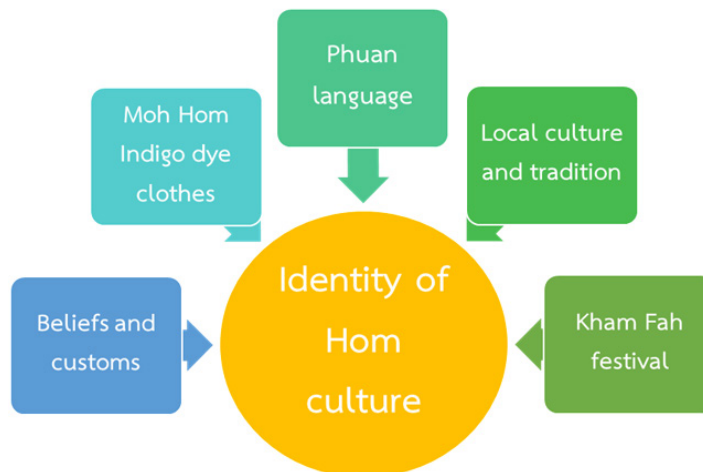 Phuan
language
Moh Hom
Indigo dye
clothes
Local culture
and tradition
Beliefs and
customs
Identity of
Hom
culture
Kham Fah
festival